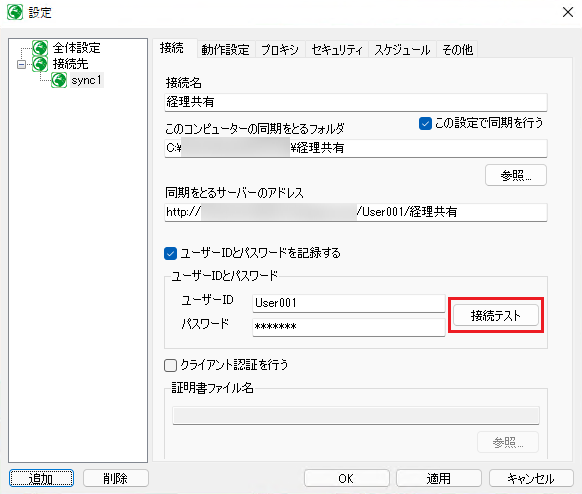 設定
全体設定
接続先
sync1
接続 動作設定 プロキシ セキュリティ スケジュール その他
接続名
経理共有
このコンピューターの同期をとるフォルダ
この設定で同期を行う
C:¥ ¥経理共有
参照...
同期をとるサーバーのアドレス
http:// /User001/経理共有
ユーザーIDとパスワードを記録する
ユーザーIDとパスワード
ユーザーID User001
パスワード *******
接続テスト
クライアント認証を行う
証明書ファイル名
参照...
追加 削除 OK 適用 キャンセル